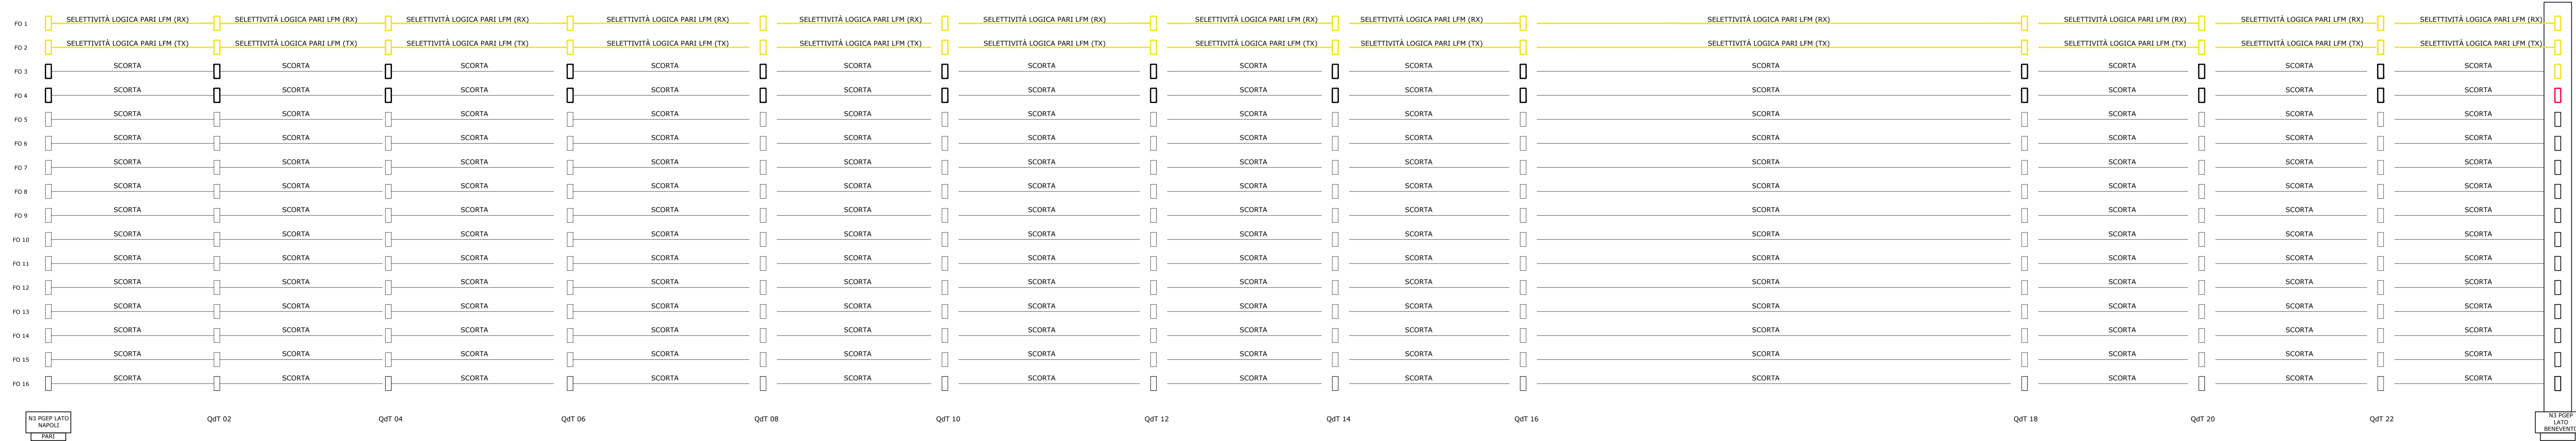 FO 1 SELETTIVITÀ LOGICA PARI LFM (RX) SELETTIVITÀ LOGICA PARI LFM (RX) SELETTIVITÀ LOGICA PARI LFM (RX) SELETTIVITÀ LOGICA PARI LFM (RX) SELETTIVITÀ LOGICA PARI LFM (RX) SELETTIVITÀ LOGICA PARI LFM (RX) SELETTIVITÀ LOGICA PARI LFM (RX) SELETTIVITÀ LOGICA PARI LFM (RX) SELETTIVITÀ LOGICA PARI LFM (RX) SELETTIVITÀ LOGICA PARI LFM (RX) SELETTIVITÀ LOGICA PARI LFM (RX) SELETTIVITÀ LOGICA PARI LFM (RX)
FO 2 SELETTIVITÀ LOGICA PARI LFM (TX) SELETTIVITÀ LOGICA PARI LFM (TX) SELETTIVITÀ LOGICA PARI LFM (TX) SELETTIVITÀ LOGICA PARI LFM (TX) SELETTIVITÀ LOGICA PARI LFM (TX) SELETTIVITÀ LOGICA PARI LFM (TX) SELETTIVITÀ LOGICA PARI LFM (TX) SELETTIVITÀ LOGICA PARI LFM (TX) SELETTIVITÀ LOGICA PARI LFM (TX) SELETTIVITÀ LOGICA PARI LFM (TX) SELETTIVITÀ LOGICA PARI LFM (TX) SELETTIVITÀ LOGICA PARI LFM (TX)
FO 3 SCORTA SCORTA SCORTA SCORTA SCORTA SCORTA SCORTA SCORTA SCORTA SCORTA SCORTA SCORTA
FO 4 SCORTA SCORTA SCORTA SCORTA SCORTA SCORTA SCORTA SCORTA SCORTA SCORTA SCORTA SCORTA
FO 5 SCORTA SCORTA SCORTA SCORTA SCORTA SCORTA SCORTA SCORTA SCORTA SCORTA SCORTA SCORTA
FO 6 SCORTA SCORTA SCORTA SCORTA SCORTA SCORTA SCORTA SCORTA SCORTA SCORTA SCORTA SCORTA
FO 7 SCORTA SCORTA SCORTA SCORTA SCORTA SCORTA SCORTA SCORTA SCORTA SCORTA SCORTA SCORTA
FO 8 SCORTA SCORTA SCORTA SCORTA SCORTA SCORTA SCORTA SCORTA SCORTA SCORTA SCORTA SCORTA
FO 9 SCORTA SCORTA SCORTA SCORTA SCORTA SCORTA SCORTA SCORTA SCORTA SCORTA SCORTA SCORTA
FO 10 SCORTA SCORTA SCORTA SCORTA SCORTA SCORTA SCORTA SCORTA SCORTA SCORTA SCORTA SCORTA
FO 11 SCORTA SCORTA SCORTA SCORTA SCORTA SCORTA SCORTA SCORTA SCORTA SCORTA SCORTA SCORTA
FO 12 SCORTA SCORTA SCORTA SCORTA SCORTA SCORTA SCORTA SCORTA SCORTA SCORTA SCORTA SCORTA
FO 13 SCORTA SCORTA SCORTA SCORTA SCORTA SCORTA SCORTA SCORTA SCORTA SCORTA SCORTA SCORTA
FO 14 SCORTA SCORTA SCORTA SCORTA SCORTA SCORTA SCORTA SCORTA SCORTA SCORTA SCORTA SCORTA
FO 15 SCORTA SCORTA SCORTA SCORTA SCORTA SCORTA SCORTA SCORTA SCORTA SCORTA SCORTA SCORTA
FO 16 SCORTA SCORTA SCORTA SCORTA SCORTA SCORTA SCORTA SCORTA SCORTA SCORTA SCORTA SCORTA
N3 PGEP LATO
NAPOLI
PARI
QdT 02 QdT 04 QdT 06 QdT 08 QdT 10 QdT 12 QdT 14 QdT 16 QdT 18 QdT 20 QdT 22
N3 PGEP
LATO
BENEVENTO